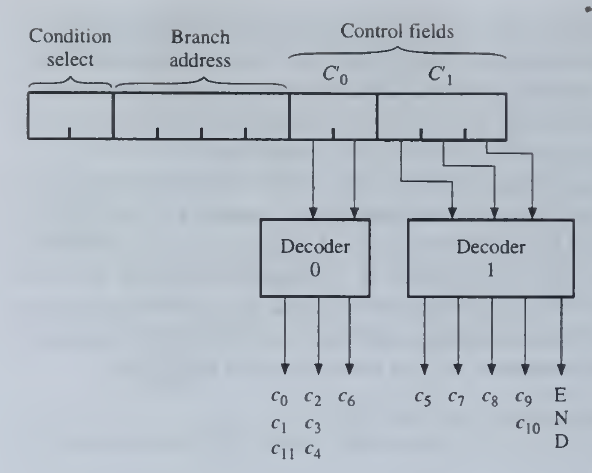 Control fields
Condition select
Branch address
C'0
C'1
Decoder 0
Decoder 1
c0 c2 c6 c5 c7 c8 c9 E
c1 c3 c10 N
c11 c4 D